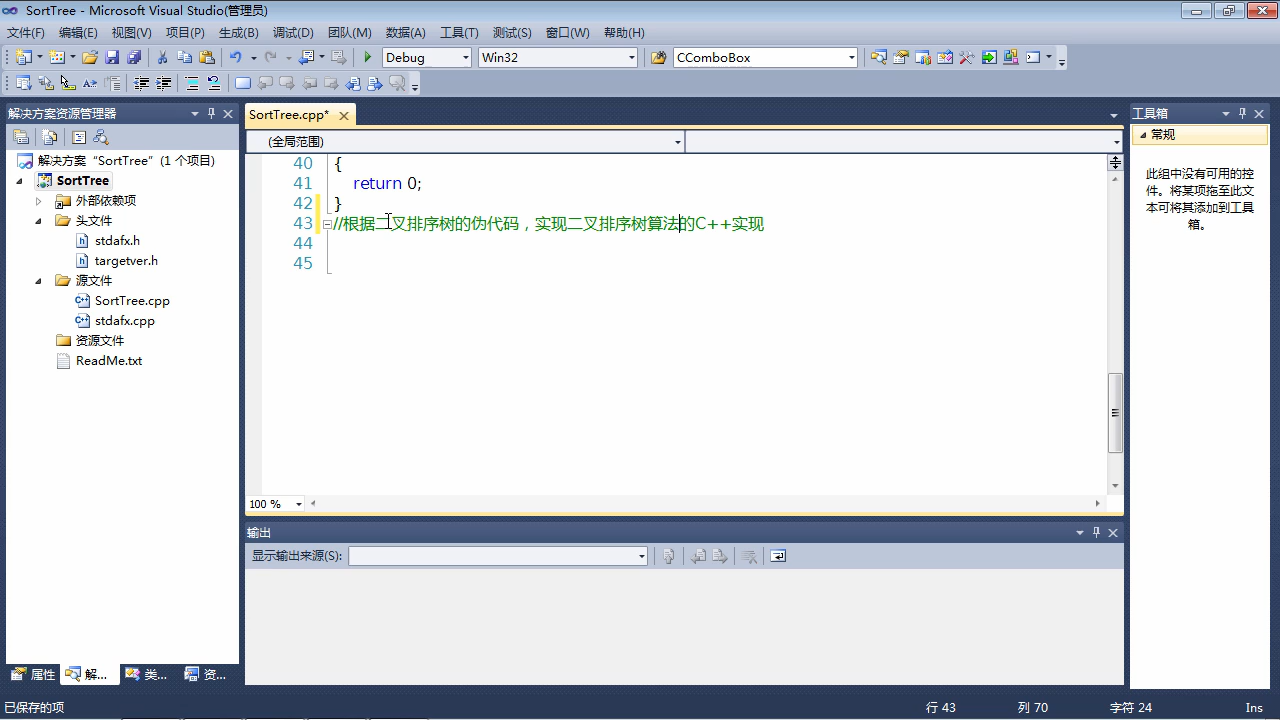 SortTree - Microsoft Visual Studio(管理员)
文件(F) 编辑(E) 视图(V) 项目(P) 生成(B) 调试(D) 团队(M) 数据(A) 工具(T) 测试(S) 窗口(W) 帮助(H)
Debug Win32 CComboBox
解决方案资源管理器
解决方案“SortTree”(1 个项目)
SortTree
外部依赖项
头文件
stdafx.h
targetver.h
源文件
SortTree.cpp
stdafx.cpp
资源文件
ReadMe.txt
属性 解... 类... 资...
SortTree.cpp*
(全局范围)
40 {
41 return 0;
42 }
43 //根据二叉排序树的伪代码，实现二叉排序树算法的C++实现
44
45
100 %
输出
显示输出来源(S):
工具箱
常规
此组中没有可用的控
件。将某项拖至此文
本可将其添加到工具
箱。
已保存的项 行 43 列 70 字符 24 Ins